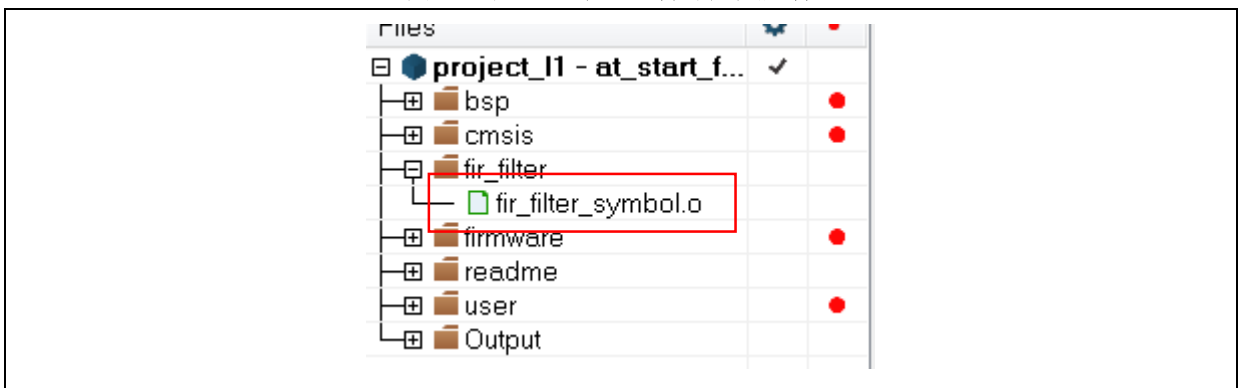 Files
project_l1 - at_start_f...
bsp
cmsis
fir_filter
fir_filter_symbol.o
firmware
readme
user
Output